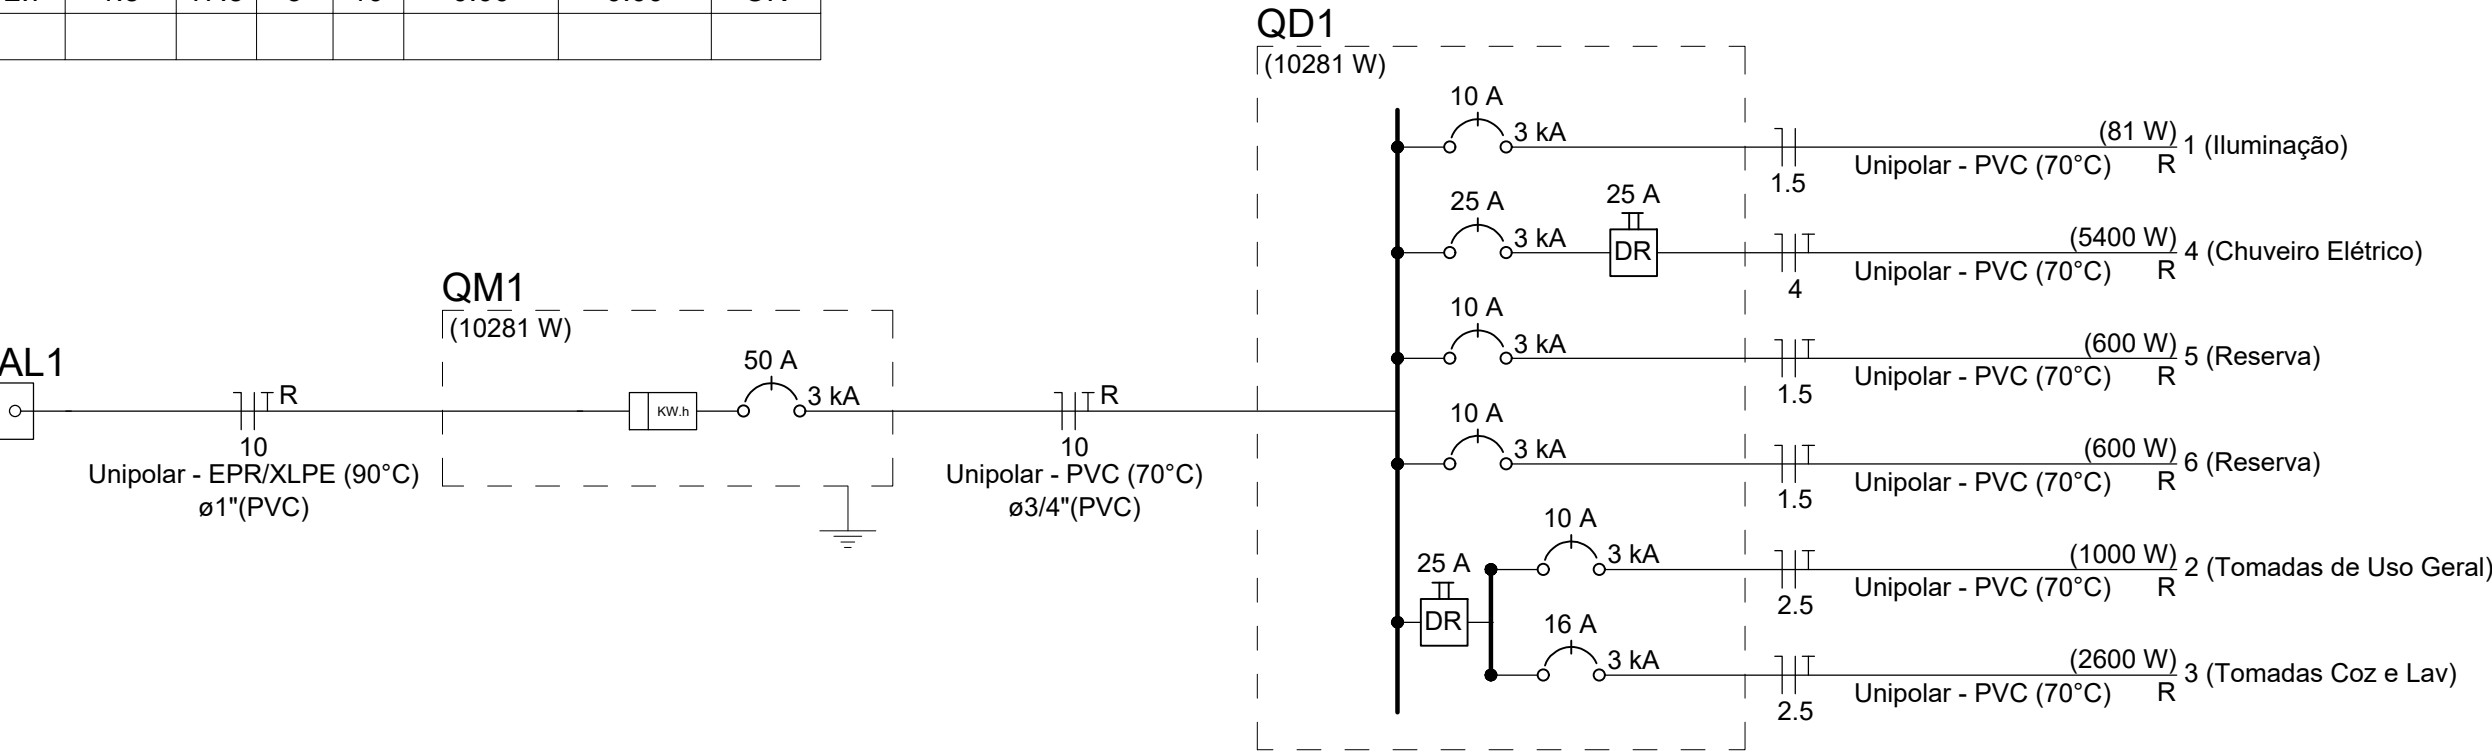 QD1
(10281 W)
10 A
3 kA
1.5
(81 W)
Unipolar - PVC (70°C)
R
1 (Iluminação)
25 A
3 kA
25 A
DR
4
(5400 W)
Unipolar - PVC (70°C)
R
4 (Chuveiro Elétrico)
10 A
3 kA
1.5
(600 W)
Unipolar - PVC (70°C)
R
5 (Reserva)
10 A
3 kA
1.5
(600 W)
Unipolar - PVC (70°C)
R
6 (Reserva)
25 A
DR
10 A
3 kA
2.5
(1000 W)
Unipolar - PVC (70°C)
R
2 (Tomadas de Uso Geral)
16 A
3 kA
2.5
(2600 W)
Unipolar - PVC (70°C)
R
3 (Tomadas Coz e Lav)
AL1
R
10
Unipolar - EPR/XLPE (90°C)
ø1"(PVC)
QM1
(10281 W)
KW.h
50 A
3 kA
R
10
Unipolar - PVC (70°C)
ø3/4"(PVC)